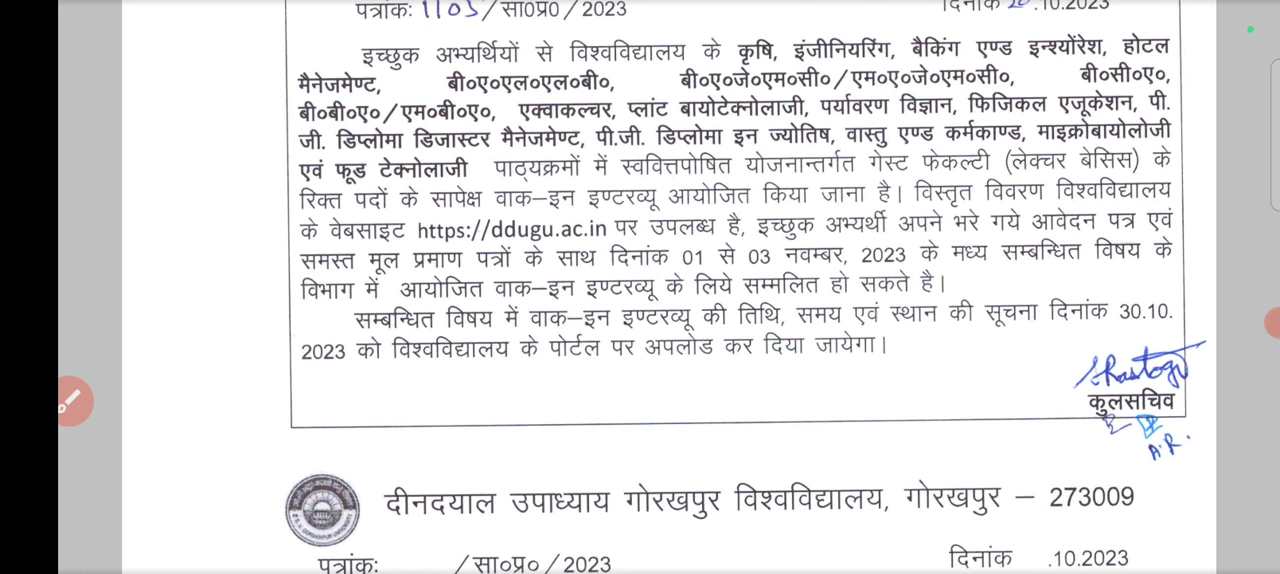 पत्रांकः 1105/सा०प्र०/2023
दिनांक 20.10.2023
इच्छुक अभ्यर्थियों से विश्वविद्यालय के कृषि, इंजीनियरिंग, बैकिंग एण्ड इन्श्योंरेश, होटल
मैनेजमेण्ट, बी०ए०एल०एल०बी०, बी०ए०जे०एम०सी०/एम०ए०जे०एम०सी०, बी०सी०ए०,
बी०बी०ए०/एम०बी०ए०, एक्वाकल्चर, प्लांट बायोटेक्नोलाजी, पर्यावरण विज्ञान, फिजिकल एजूकेशन, पी.
जी. डिप्लोमा डिजास्टर मैनेजमेण्ट, पी.जी. डिप्लोमा इन ज्योतिष, वास्तु एण्ड कर्मकाण्ड, माइक्रोबायोलोजी
एवं फूड टेक्नोलाजी पाठ्यक्रमों में स्ववित्तपोषित योजनान्तर्गत गेस्ट फेकल्टी (लेक्चर बेसिस) के
रिक्त पदों के सापेक्ष वाक–इन इण्टरव्यू आयोजित किया जाना है। विस्तृत विवरण विश्वविद्यालय
के वेबसाइट https://ddugu.ac.in पर उपलब्ध है, इच्छुक अभ्यर्थी अपने भरे गये आवेदन पत्र एवं
समस्त मूल प्रमाण पत्रों के साथ दिनांक 01 से 03 नवम्बर, 2023 के मध्य सम्बन्धित विषय के
विभाग में आयोजित वाक–इन इण्टरव्यू के लिये सम्मलित हो सकते है।
सम्बन्धित विषय में वाक–इन इण्टरव्यू की तिथि, समय एवं स्थान की सूचना दिनांक 30.10.
2023 को विश्वविद्यालय के पोर्टल पर अपलोड कर दिया जायेगा।
कुलसचिव
A.R.
दीनदयाल उपाध्याय गोरखपुर विश्वविद्यालय, गोरखपुर – 273009
पत्रांकः /सा०प्र०/2023
दिनांक .10.2023